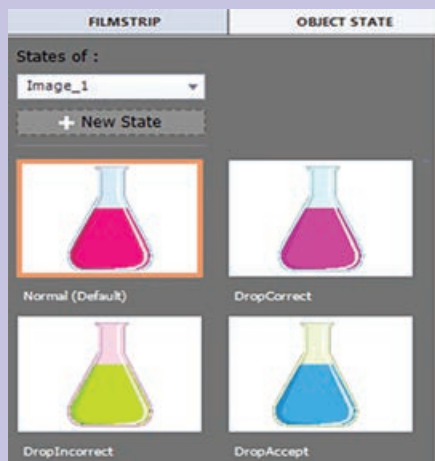 FILMSTRIP
OBJECT STATE
States of :
Image_1
+ New State
Normal (Default)
DropCorrect
DropIncorrect
DropAccept